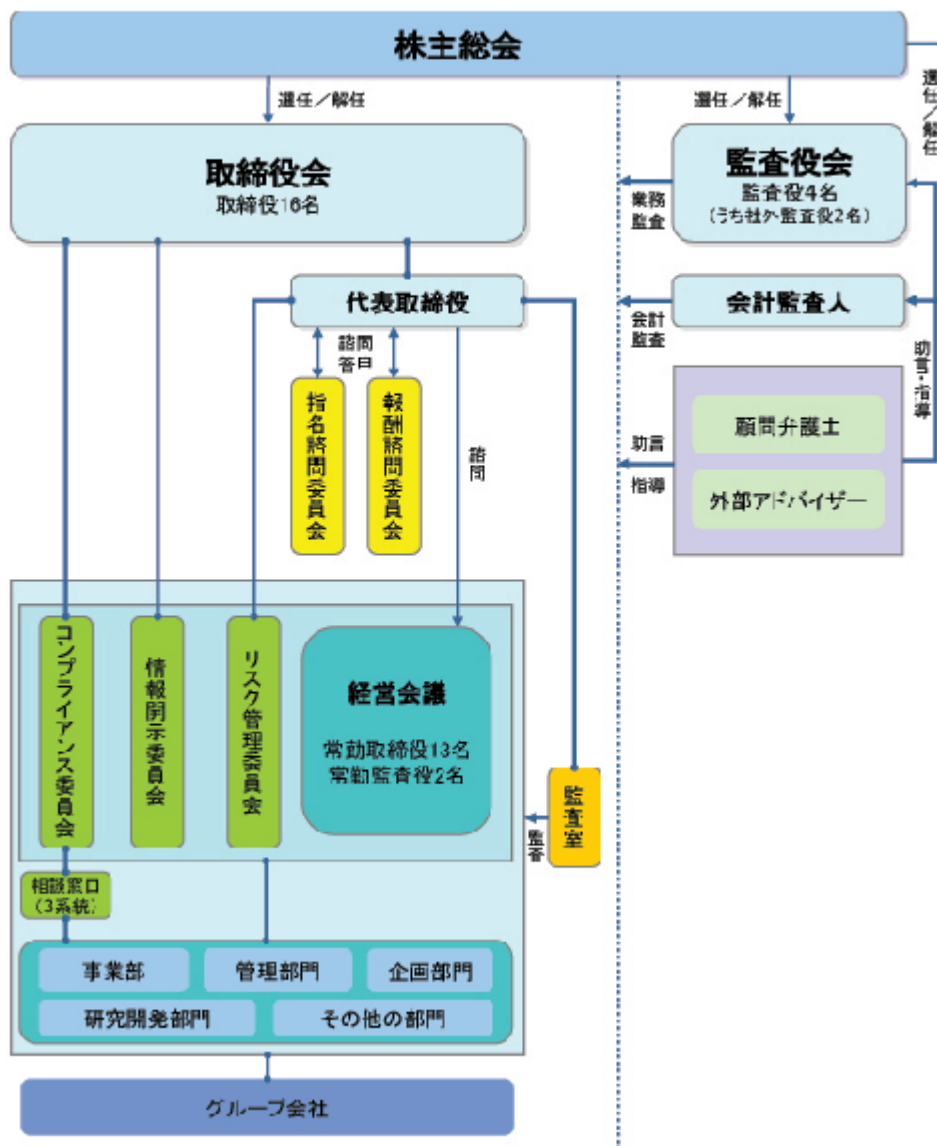 株主総会
選任／解任
選任／解任
選任／解任
取締役会
取締役16名
監査役会
監査役4名
(うち社外監査役2名)
業務
監査
代表取締役
会計監査人
会計
監査
諮問
答申
指名諮問委員会
報酬諮問委員会
諮問
助言・指導
顧問弁護士
外部アドバイザー
助言
指導
コンプライアンス委員会
情報開示委員会
リスク管理委員会
経営会議
常勤取締役13名
常勤監査役2名
監査室
監査
相談窓口
(3系統)
事業部
管理部門
企画部門
研究開発部門
その他の部門
グループ会社